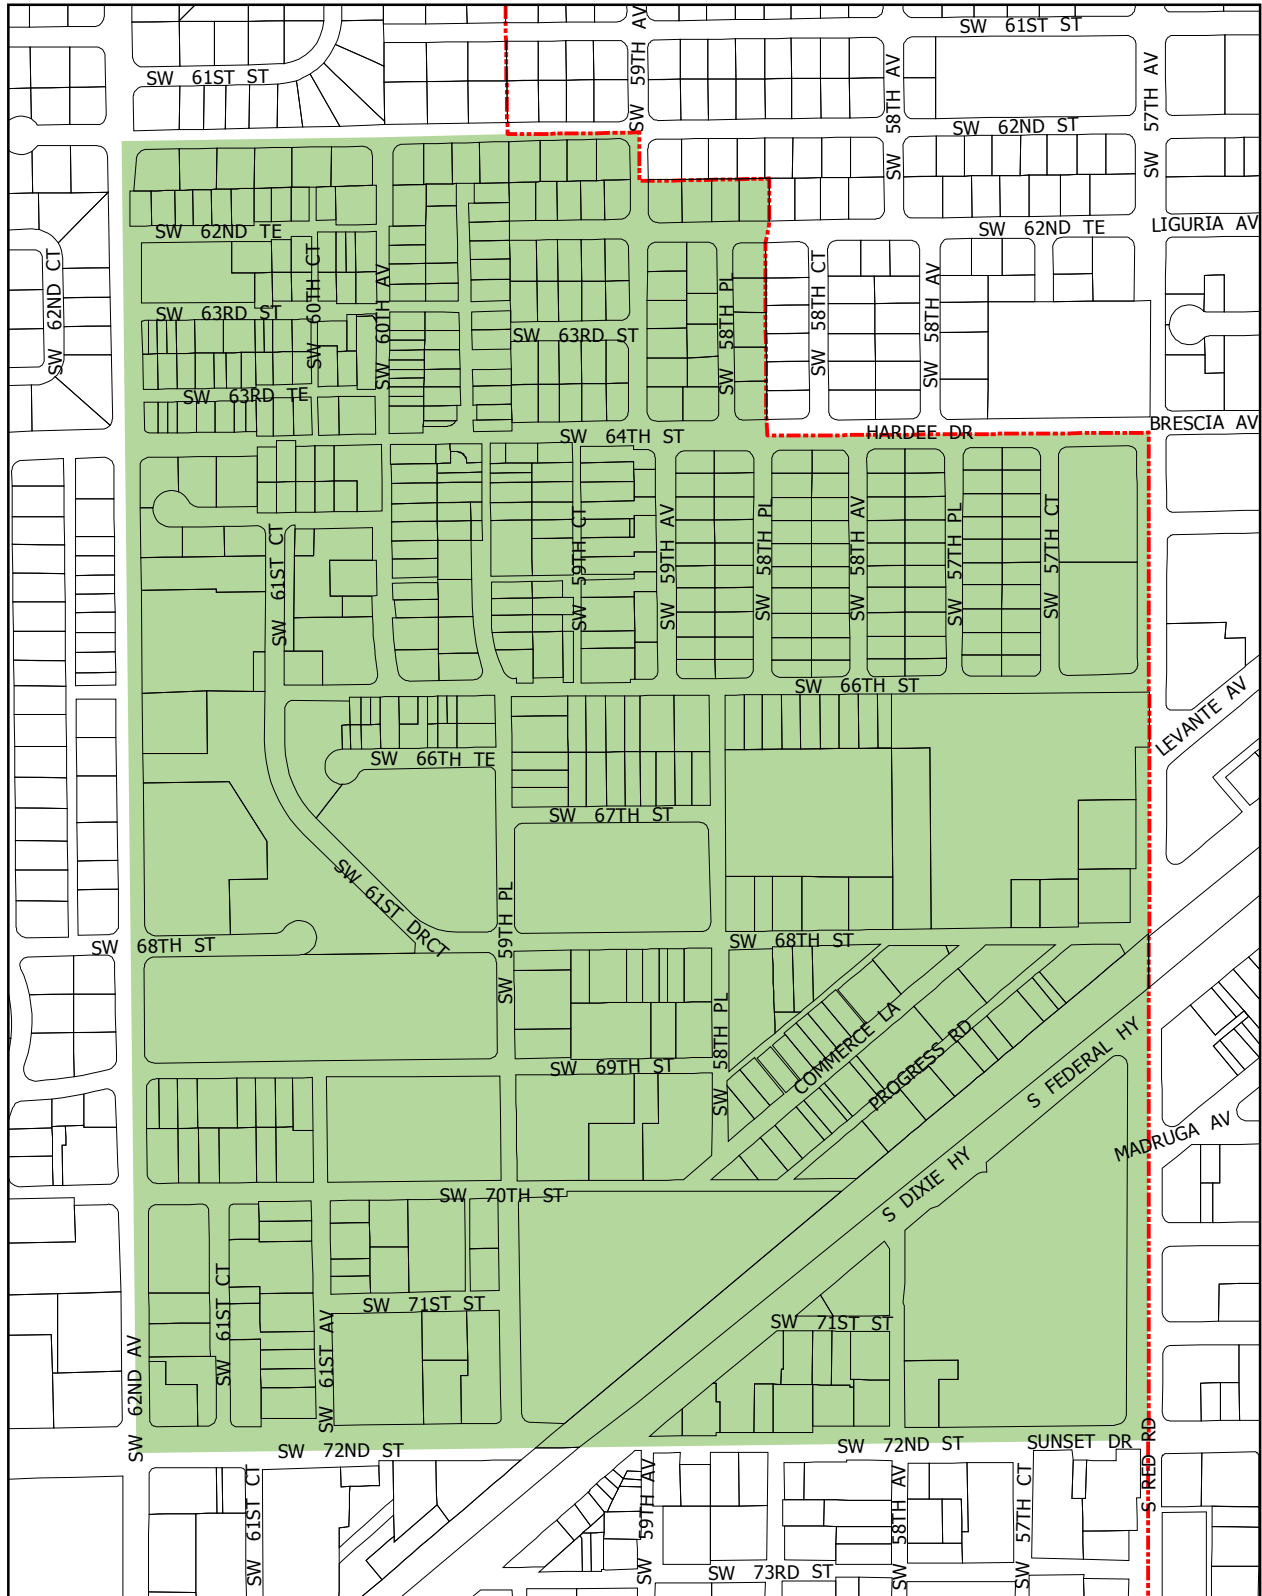 SW 61ST ST
SW 59TH AV
SW 61ST ST
SW 58TH AV
SW 57TH AV
SW 62ND ST
SW 62ND TE
SW 62ND TE
LIGURIA AV
SW 62ND CT
SW 60TH CT
SW 60TH AV
SW 58TH PL
SW 58TH CT
SW 58TH AV
SW 63RD ST
SW 63RD ST
SW 63RD TE
SW 64TH ST
HARDEE DR
BRESCIA AV
SW 61ST CT
SW 59TH CT
SW 59TH AV
SW 58TH PL
SW 58TH AV
SW 57TH PL
SW 57TH CT
SW 66TH ST
LEVANTE AV
SW 66TH TE
SW 67TH ST
SW 61ST DRCT
SW 59TH PL
SW 68TH ST
SW 68TH ST
SW 58TH PL
COMMERCE LA
PROGRESS RD
S FEDERAL HY
SW 69TH ST
MADRUGA AV
S DIXIE HY
SW 70TH ST
SW 61ST CT
SW 71ST ST
SW 71ST ST
SW 62ND AV
SW 61ST AV
SW 72ND ST
SW 72ND ST
SUNSET DR
S RED RD
SW 61ST CT
SW 59TH AV
SW 58TH AV
SW 57TH CT
SW 73RD ST